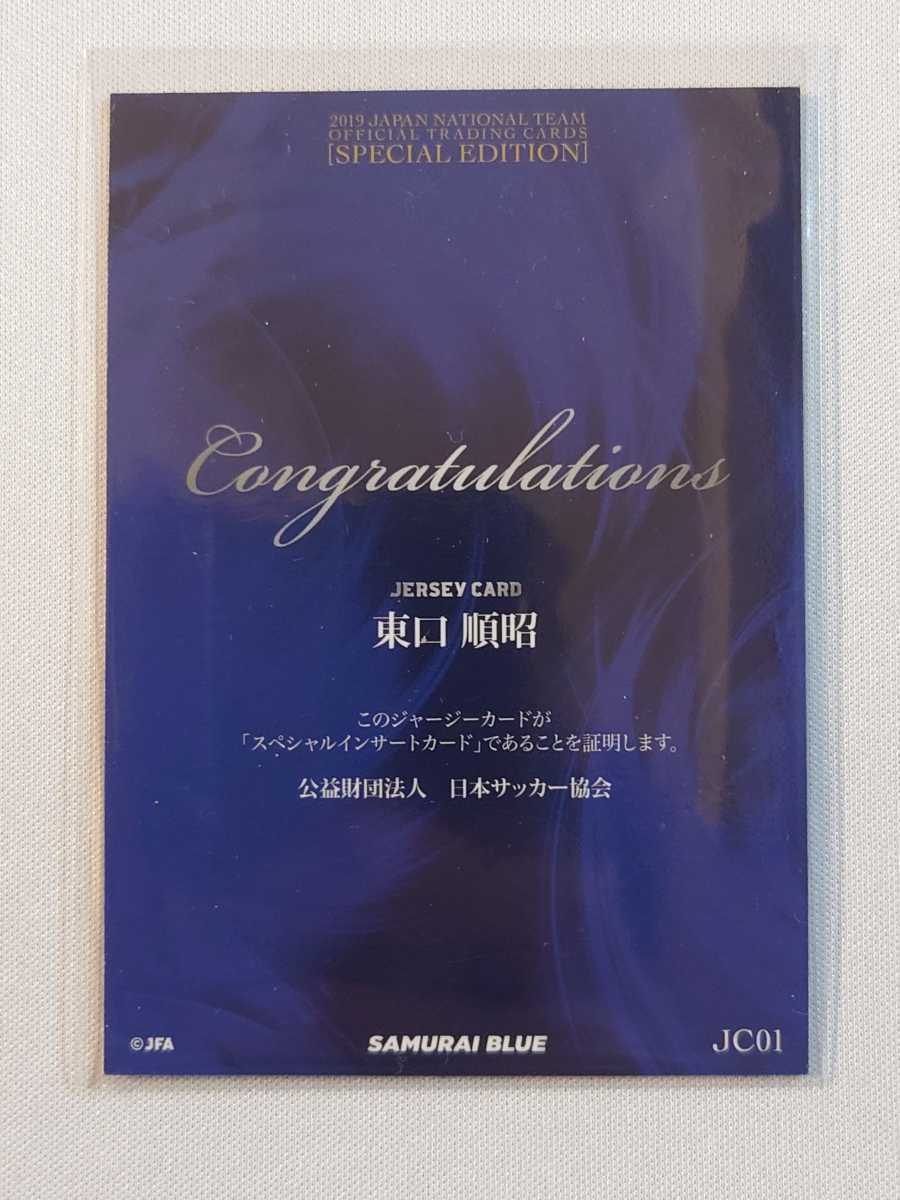 2019 JAPAN NATIONAL TEAM
OFFICIAL TRADING CARDS
[SPECIAL EDITION]
Congratulations
JERSEY CARD
東口 順昭
このジャージーカードが
「スペシャルインサートカード」であることを証明します。
公益財団法人　日本サッカー協会
©JFA
SAMURAI BLUE
JC01